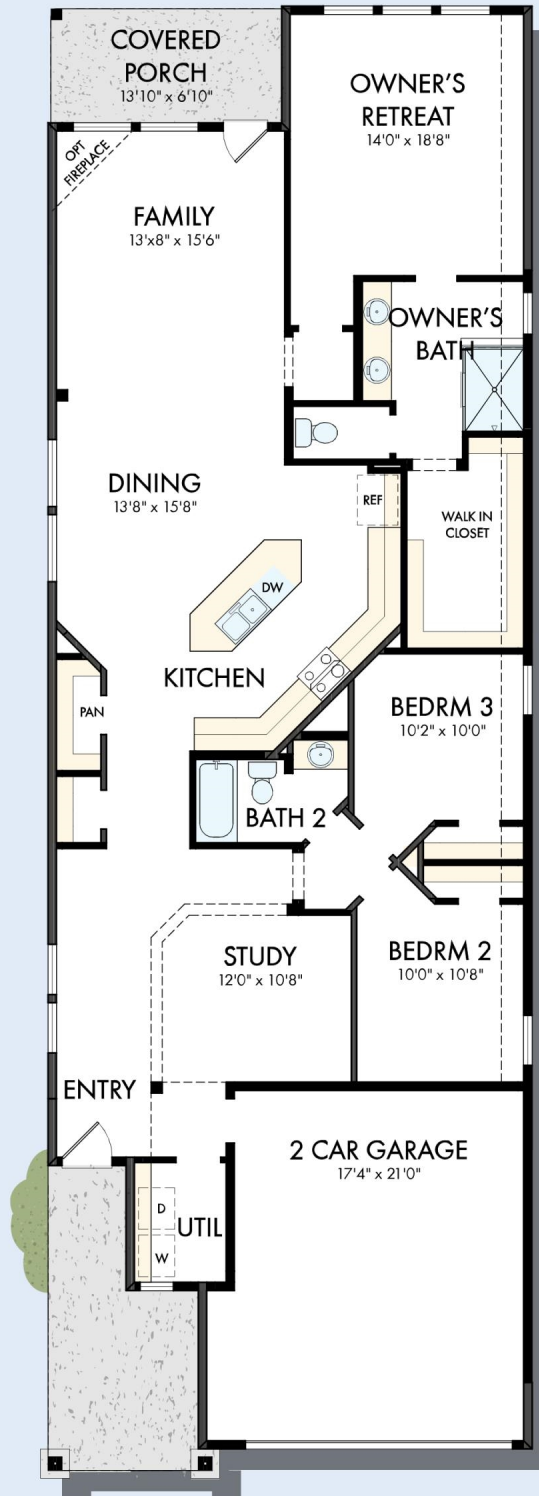 COVERED
PORCH
13'10" x 6'10"
OWNER'S
RETREAT
14'0" x 18'8"
OPT
FIREPLACE
FAMILY
13'x8" x 15'6"
OWNER'S
BATH
DINING
13'8" x 15'8"
REF
WALK IN
CLOSET
DW
KITCHEN
PAN
BEDRM 3
10'2" x 10'0"
BATH 2
STUDY
12'0" x 10'8"
BEDRM 2
10'0" x 10'8"
ENTRY
2 CAR GARAGE
17'4" x 21'0"
D
UTIL
W